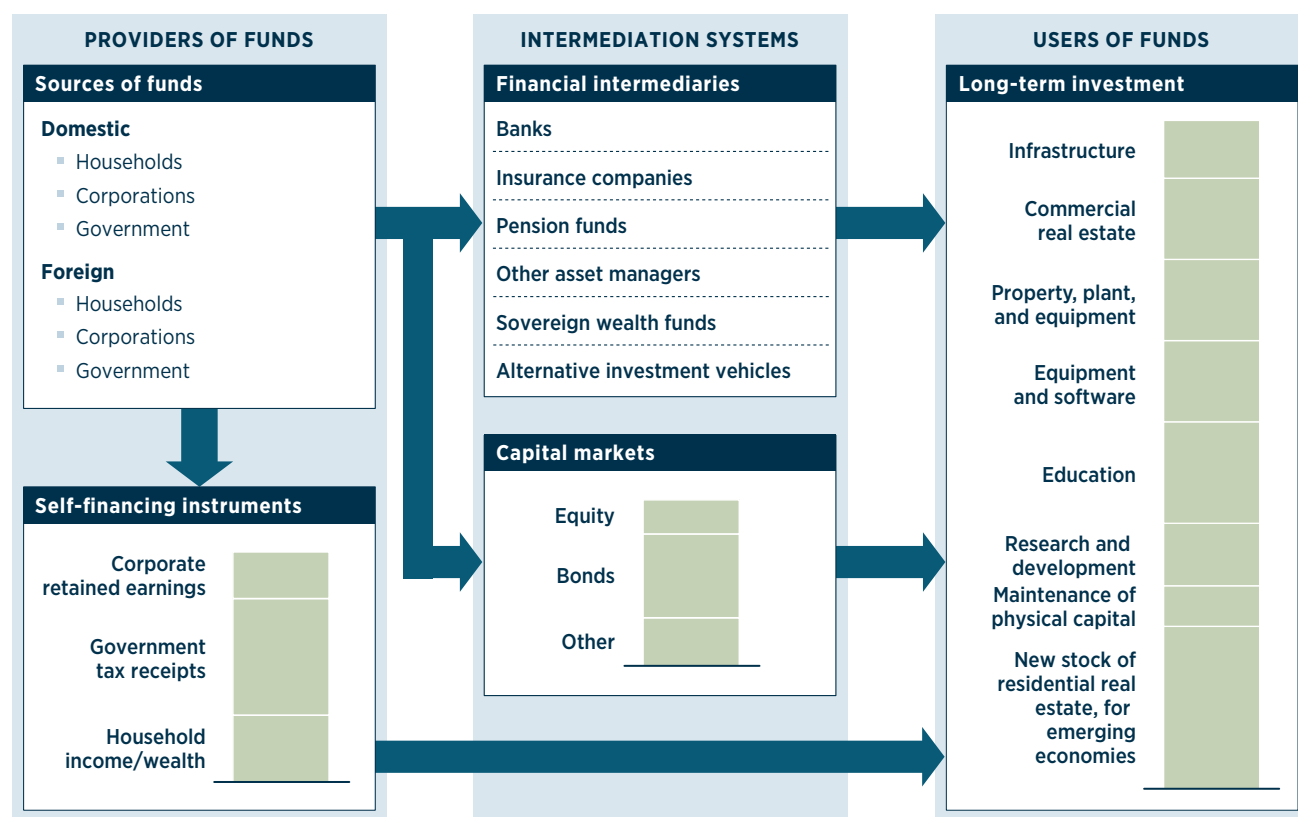 PROVIDERS OF FUNDS
Sources of funds
Domestic
Households
Corporations
Government
Foreign
Households
Corporations
Government
Self-financing instruments
Corporate
retained earnings
Government
tax receipts
Household
income/wealth
INTERMEDIATION SYSTEMS
Financial intermediaries
Banks
Insurance companies
Pension funds
Other asset managers
Sovereign wealth funds
Alternative investment vehicles
Capital markets
Equity
Bonds
Other
USERS OF FUNDS
Long-term investment
Infrastructure
Commercial
real estate
Property, plant,
and equipment
Equipment
and software
Education
Research and
development
Maintenance of
physical capital
New stock of
residential real
estate, for
emerging
economies